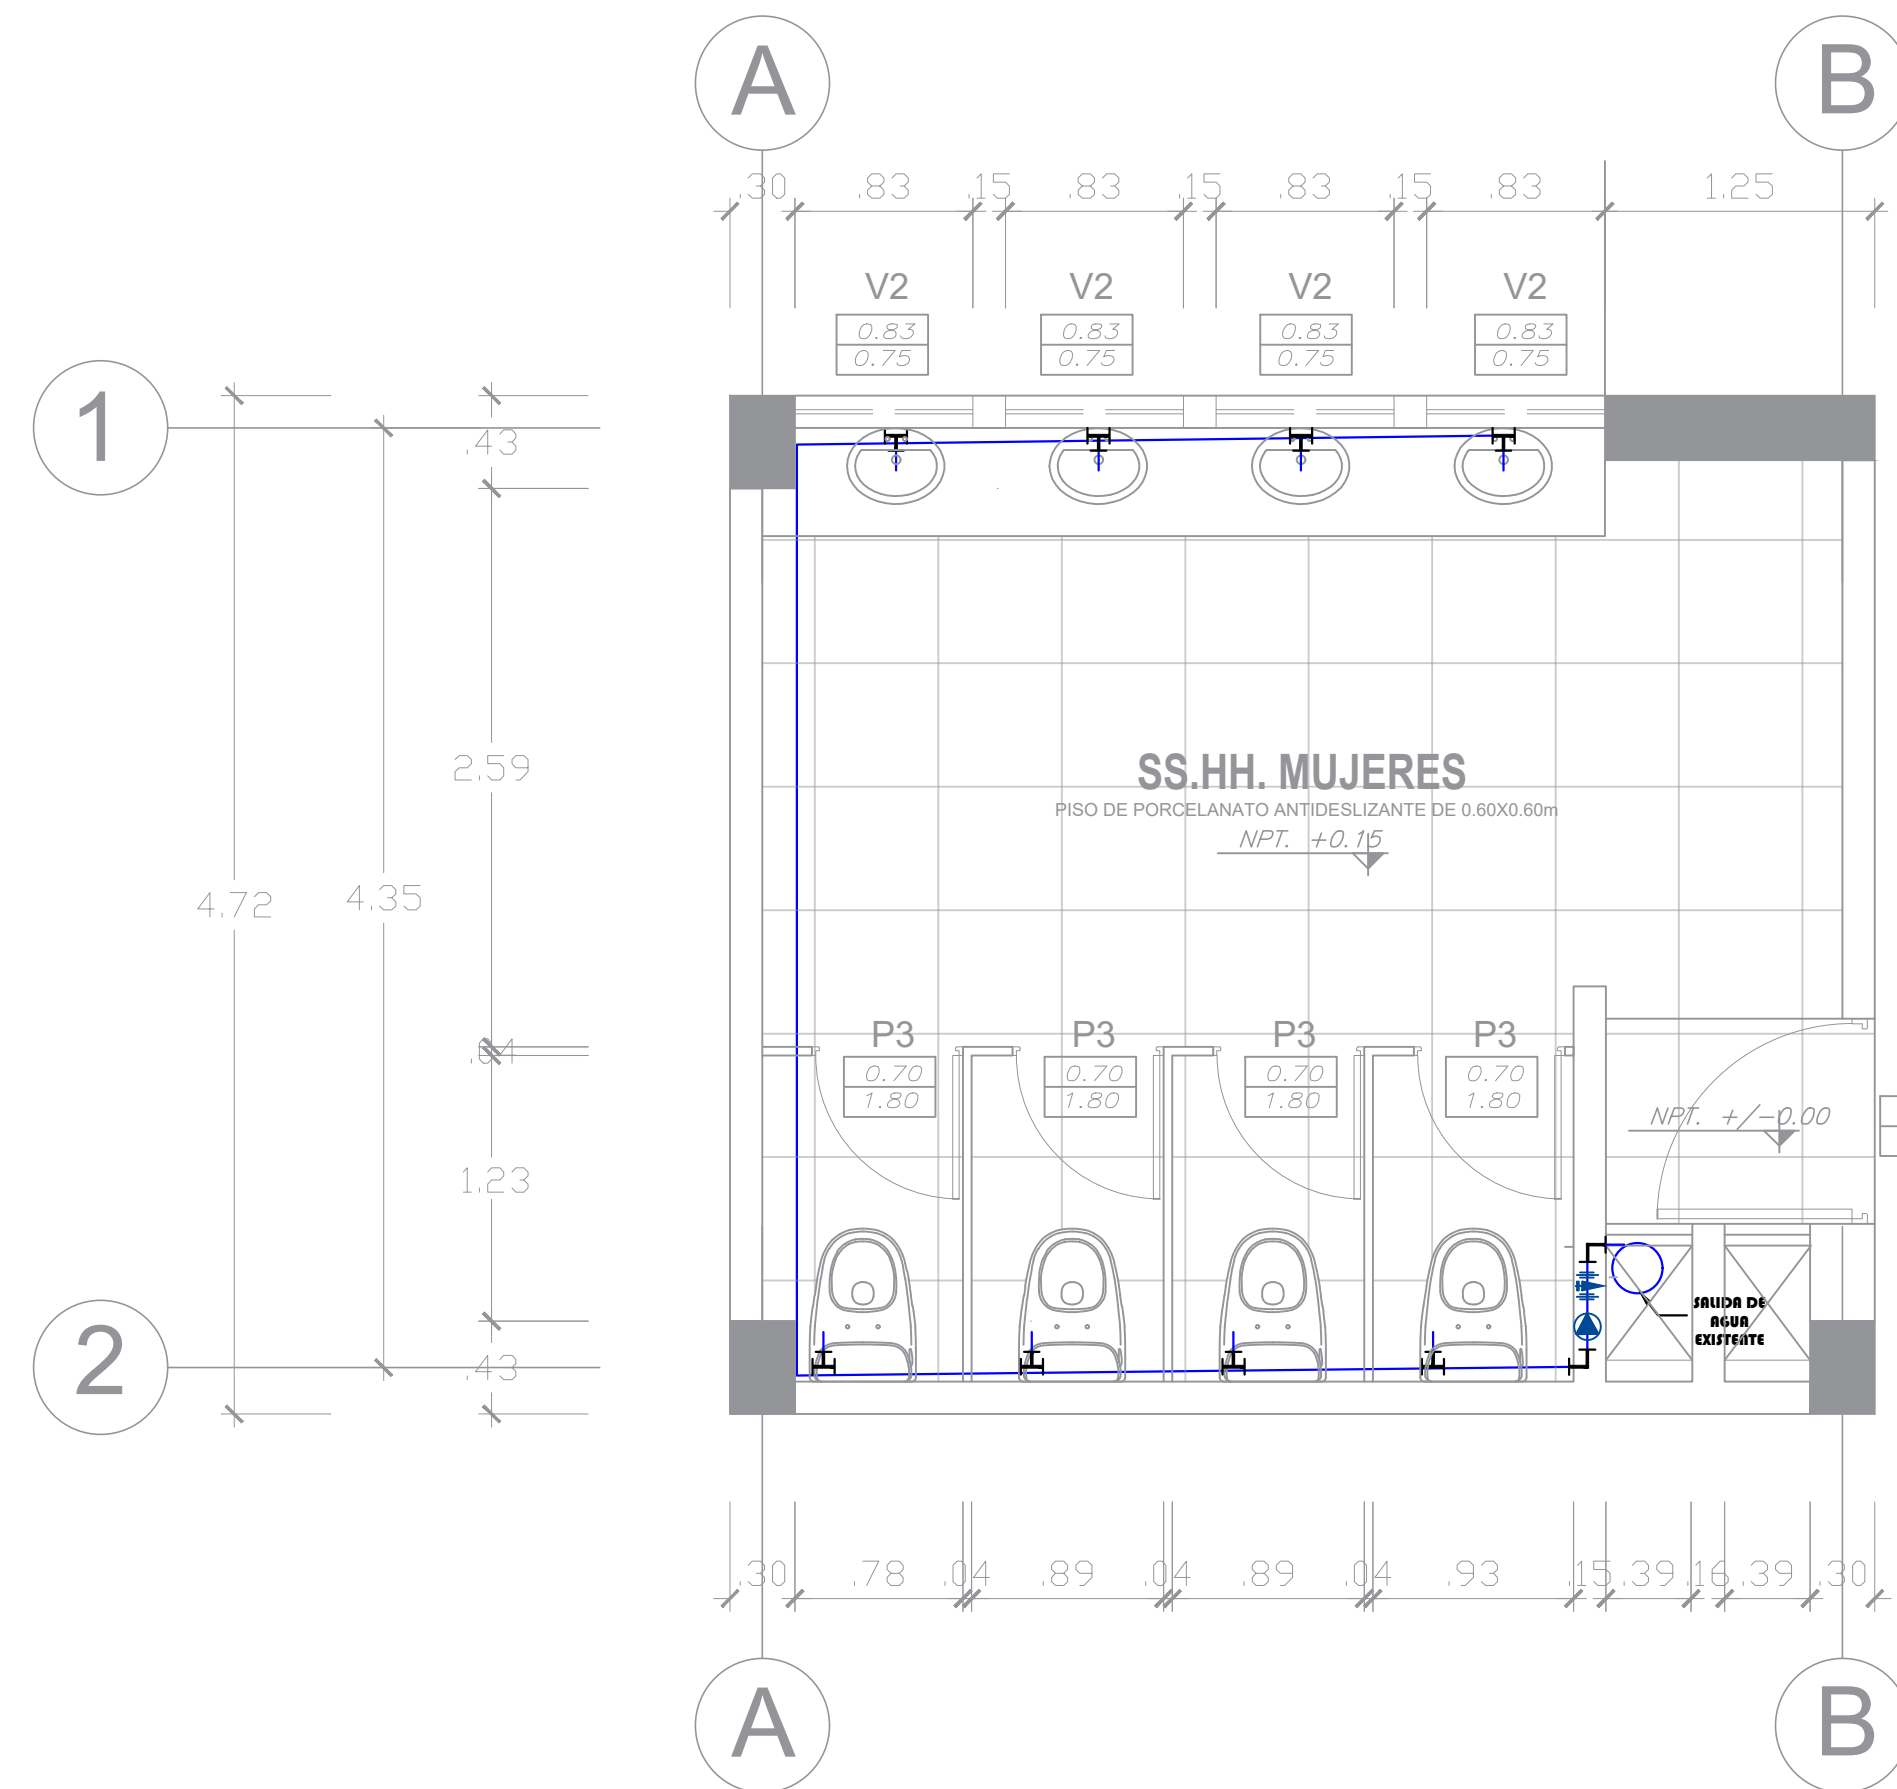 A B
.30 .83 .15 .83 .15 .83 .15 .83 1.25
V2 V2 V2 V2
0.83 0.83 0.83 0.83
0.75 0.75 0.75 0.75
1
.43
2.59
SS.HH. MUJERES
PISO DE PORCELANATO ANTIDESLIZANTE DE 0.60X0.60m
NPT. +0.15
4.72 4.35
.04
P3 P3 P3 P3
0.70 0.70 0.70 0.70
1.80 1.80 1.80 1.80
NPT. +/-0.00
1.23
SALIDA DE
AGUA
EXISTENTE
2
.43
.30 .78 .04 .89 .04 .89 .04 .93 .15 .39 .16 .39 .30
A B